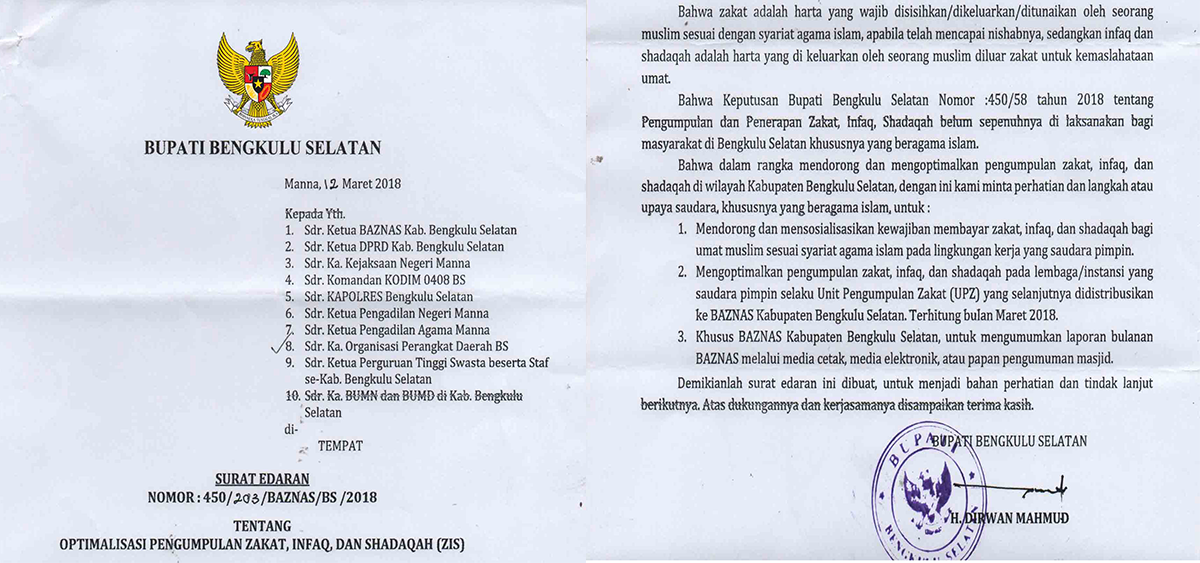 BUPATI BENGKULU SELATAN
Manna, 12 Maret 2018
Kepada Yth.
1. Sdr. Ketua BAZNAS Kab. Bengkulu Selatan
2. Sdr. Ketua DPRD Kab. Bengkulu Selatan
3. Sdr. Ka. Kejaksaan Negeri Manna
4. Sdr. Komandan KODIM 0408 BS
5. Sdr. KAPOLRES Bengkulu Selatan
6. Sdr. Ketua Pengadilan Negeri Manna
7. Sdr. Ketua Pengadilan Agama Manna
8. Sdr. Ka. Organisasi Perangkat Daerah BS
9. Sdr. Ketua Perguruan Tinggi Swasta beserta Staf
se-Kab. Bengkulu Selatan
10. Sdr. Ka. BUMN dan BUMD di Kab. Bengkulu
Selatan
di-
TEMPAT
SURAT EDARAN
NOMOR : 450/203/BAZNAS/BS /2018
TENTANG
OPTIMALISASI PENGUMPULAN ZAKAT, INFAQ, DAN SHADAQAH (ZIS)
Bahwa zakat adalah harta yang wajib disisihkan/dikeluarkan/ditunaikan oleh seorang
muslim sesuai dengan syariat agama islam, apabila telah mencapai nishabnya, sedangkan infaq dan
shadaqah adalah harta yang di keluarkan oleh seorang muslim diluar zakat untuk kemaslahataan
umat.
Bahwa Keputusan Bupati Bengkulu Selatan Nomor :450/58 tahun 2018 tentang
Pengumpulan dan Penerapan Zakat, Infaq, Shadaqah belum sepenuhnya di laksanakan bagi
masyarakat di Bengkulu Selatan khususnya yang beragama islam.
Bahwa dalam rangka mendorong dan mengoptimalkan pengumpulan zakat, infaq, dan
shadaqah di wilayah Kabupaten Bengkulu Selatan, dengan ini kami minta perhatian dan langkah atau
upaya saudara, khususnya yang beragama islam, untuk :
1. Mendorong dan mensosialisasikan kewajiban membayar zakat, infaq, dan shadaqah bagi
umat muslim sesuai syariat agama islam pada lingkungan kerja yang saudara pimpin.
2. Mengoptimalkan pengumpulan zakat, infaq, dan shadaqah pada lembaga/instansi yang
saudara pimpin selaku Unit Pengumpulan Zakat (UPZ) yang selanjutnya didistribusikan
ke BAZNAS Kabupaten Bengkulu Selatan. Terhitung bulan Maret 2018.
3. Khusus BAZNAS Kabupaten Bengkulu Selatan, untuk mengumumkan laporan bulanan
BAZNAS melalui media cetak, media elektronik, atau papan pengumuman masjid.
Demikianlah surat edaran ini dibuat, untuk menjadi bahan perhatian dan tindak lanjut
berikutnya. Atas dukungannya dan kerjasamanya disampaikan terima kasih.
BUPATI BENGKULU SELATAN
BUPATI
BENGKULU SELATAN
H. DIRWAN MAHMUD